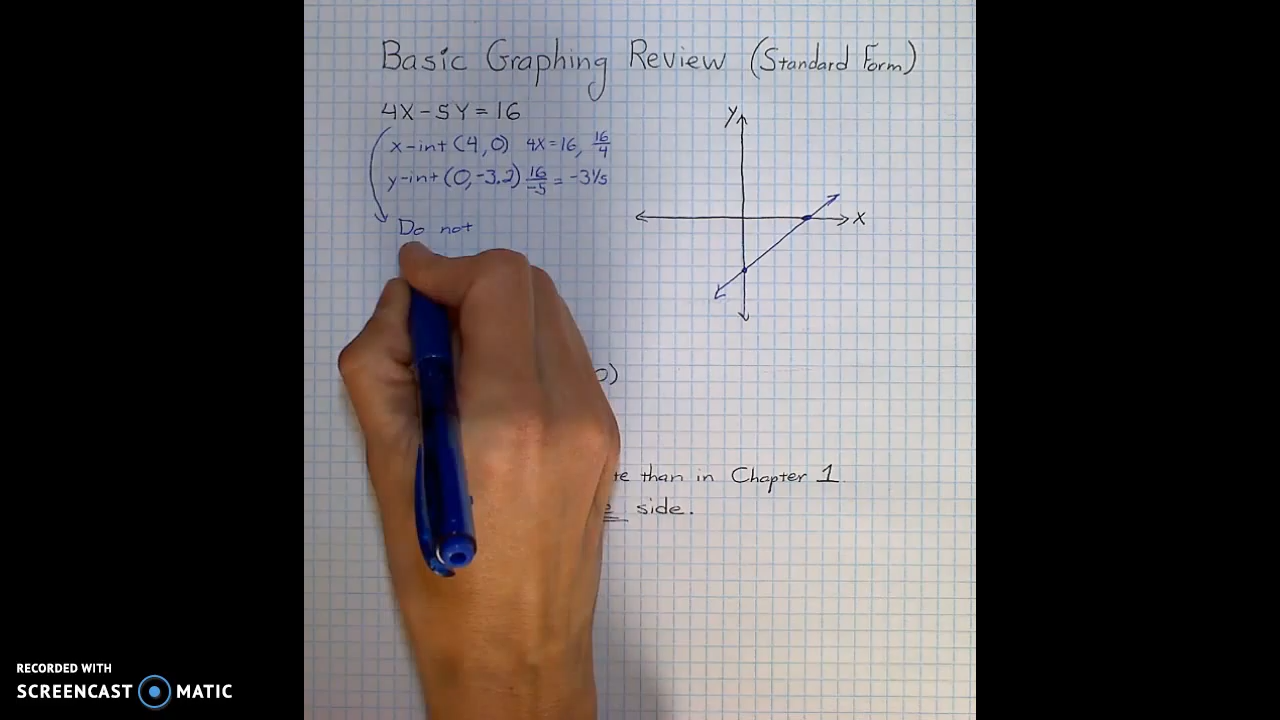 Basic Graphing Review (Standard Form)
4X - 5Y = 16
x-int (4, 0) 4X = 16, 16/4
y-int (0, -3.2) 16/-5 = -3 1/5
Do not
y
x
0)
than in Chapter 1
side.
RECORDED WITH
SCREENCAST MATIC